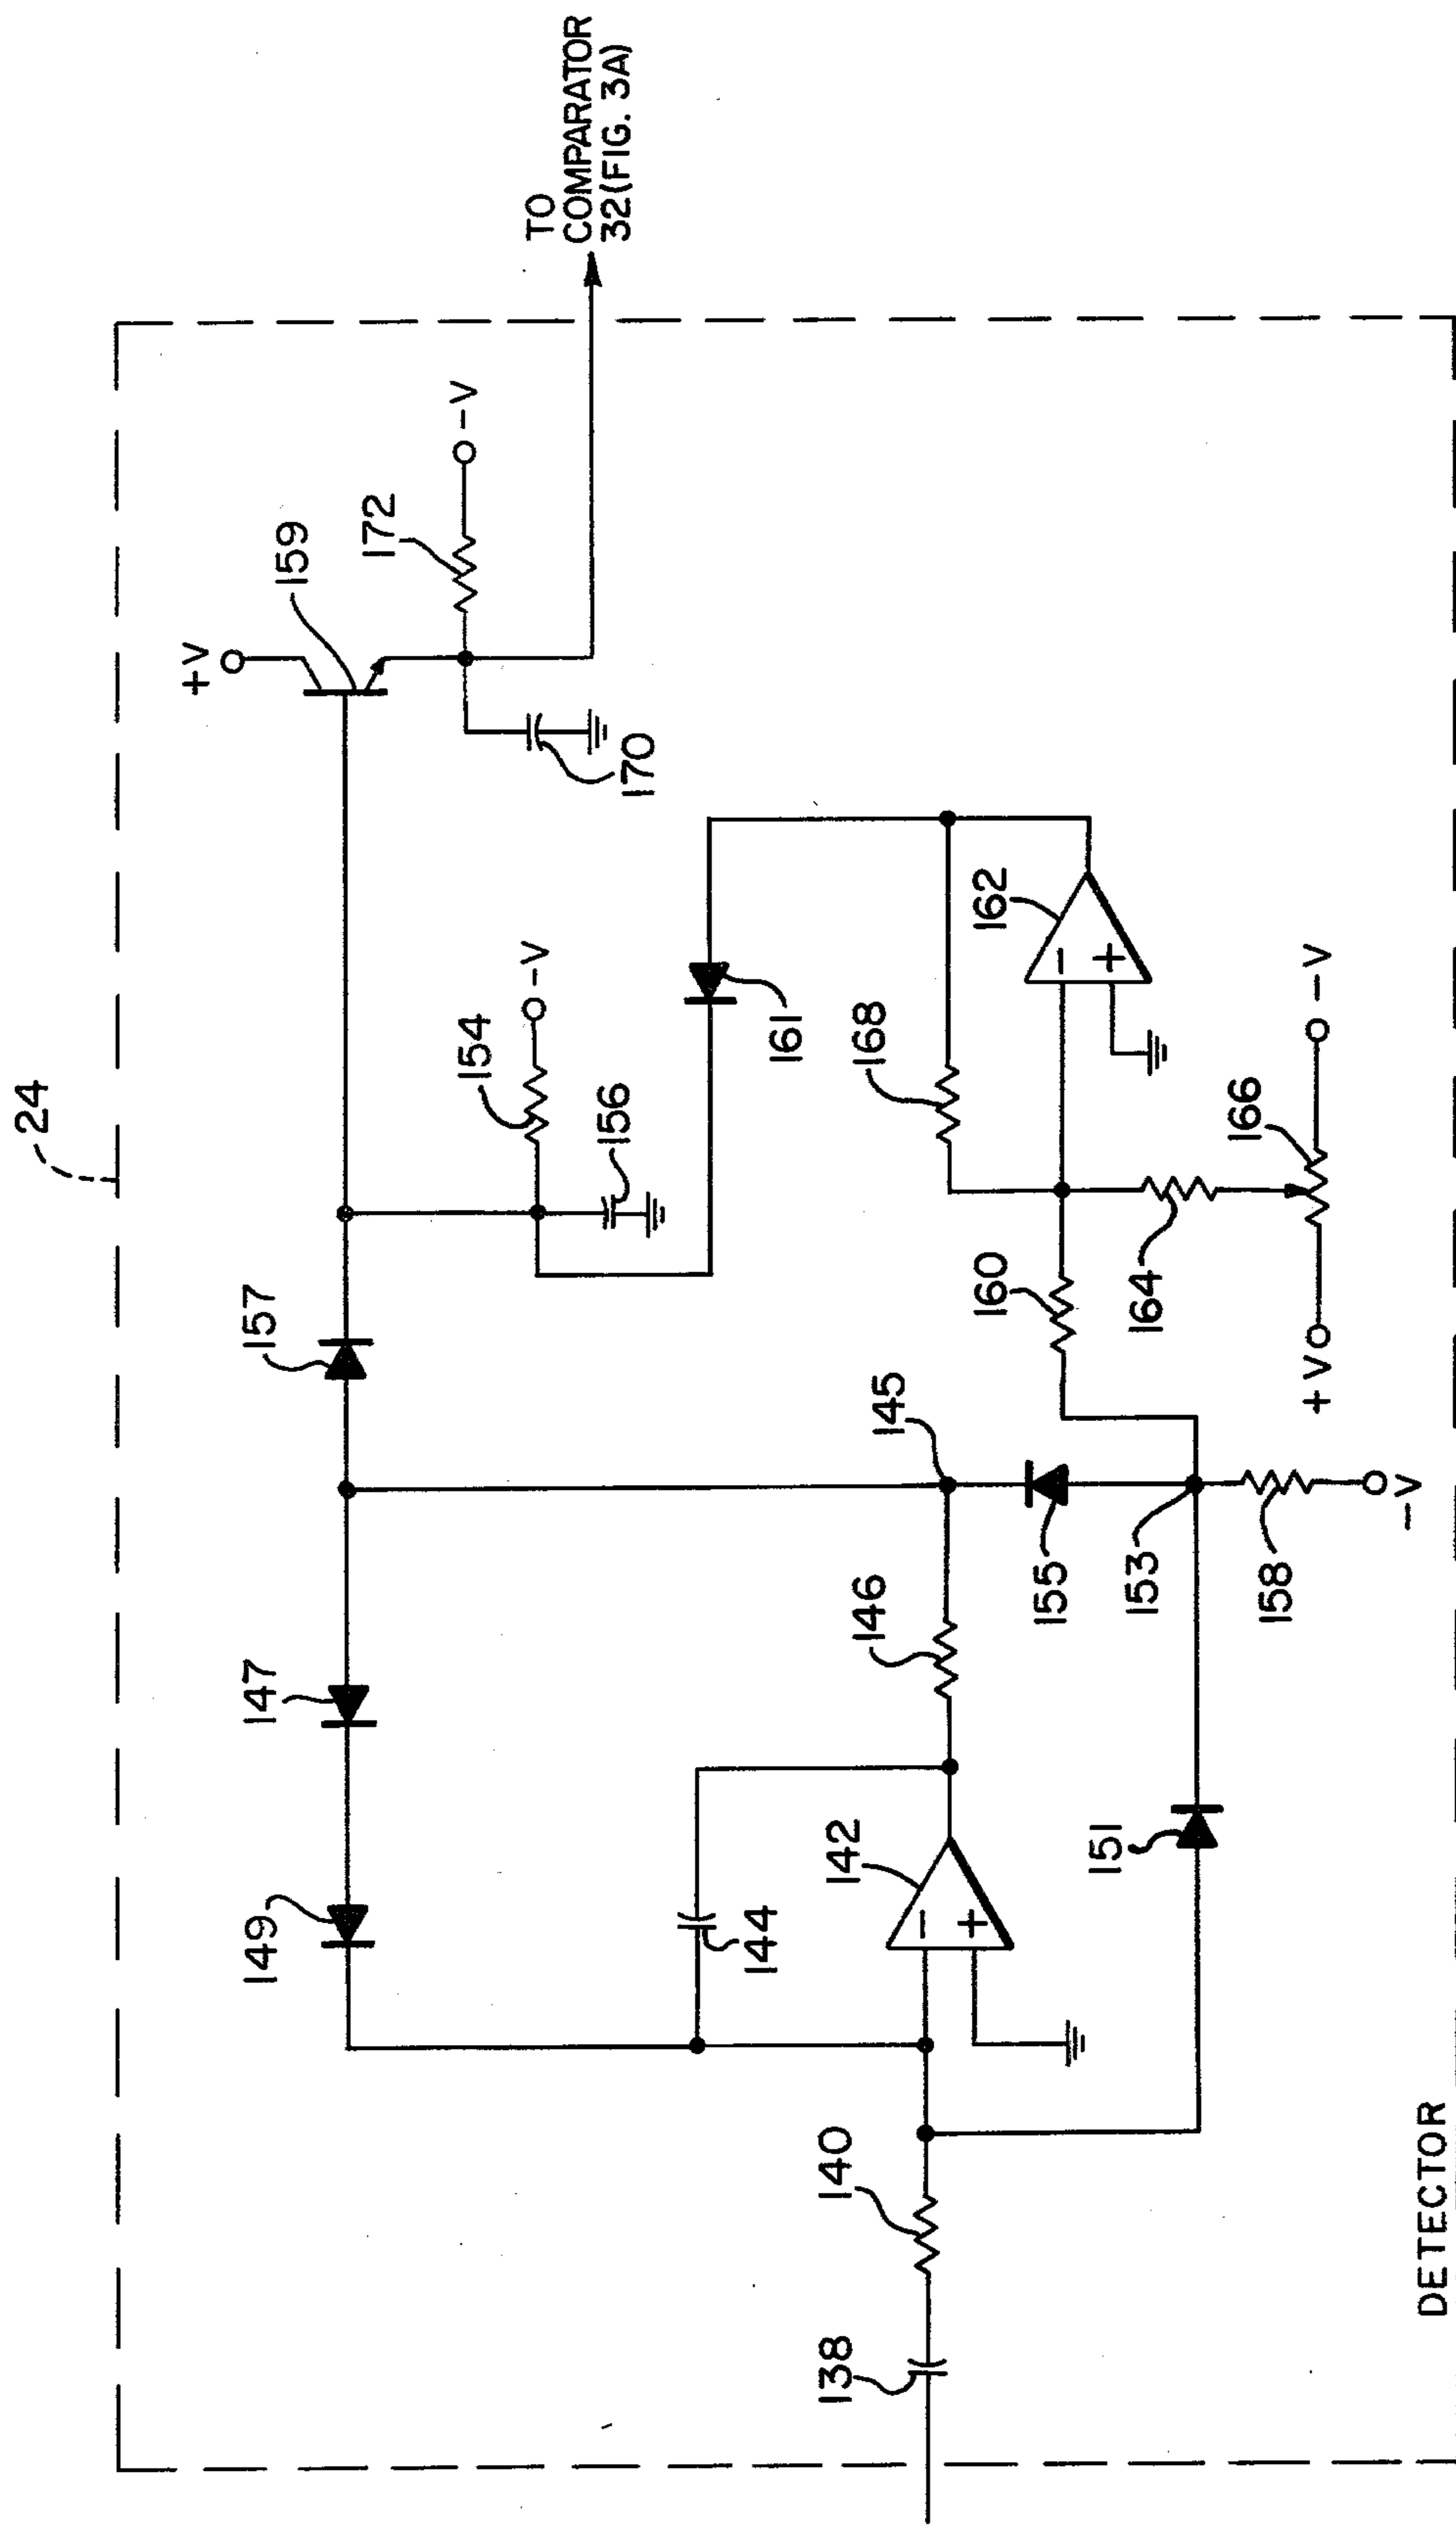 24
+V
159
172
-V
TO
COMPARATOR
32(FIG. 3A)
170
157
154
-V
156
161
147
149
145
168
162
146
144
142
160
155
153
164
166
-V
+V
158
-V
151
140
138
-
+
-
+
DETECTOR